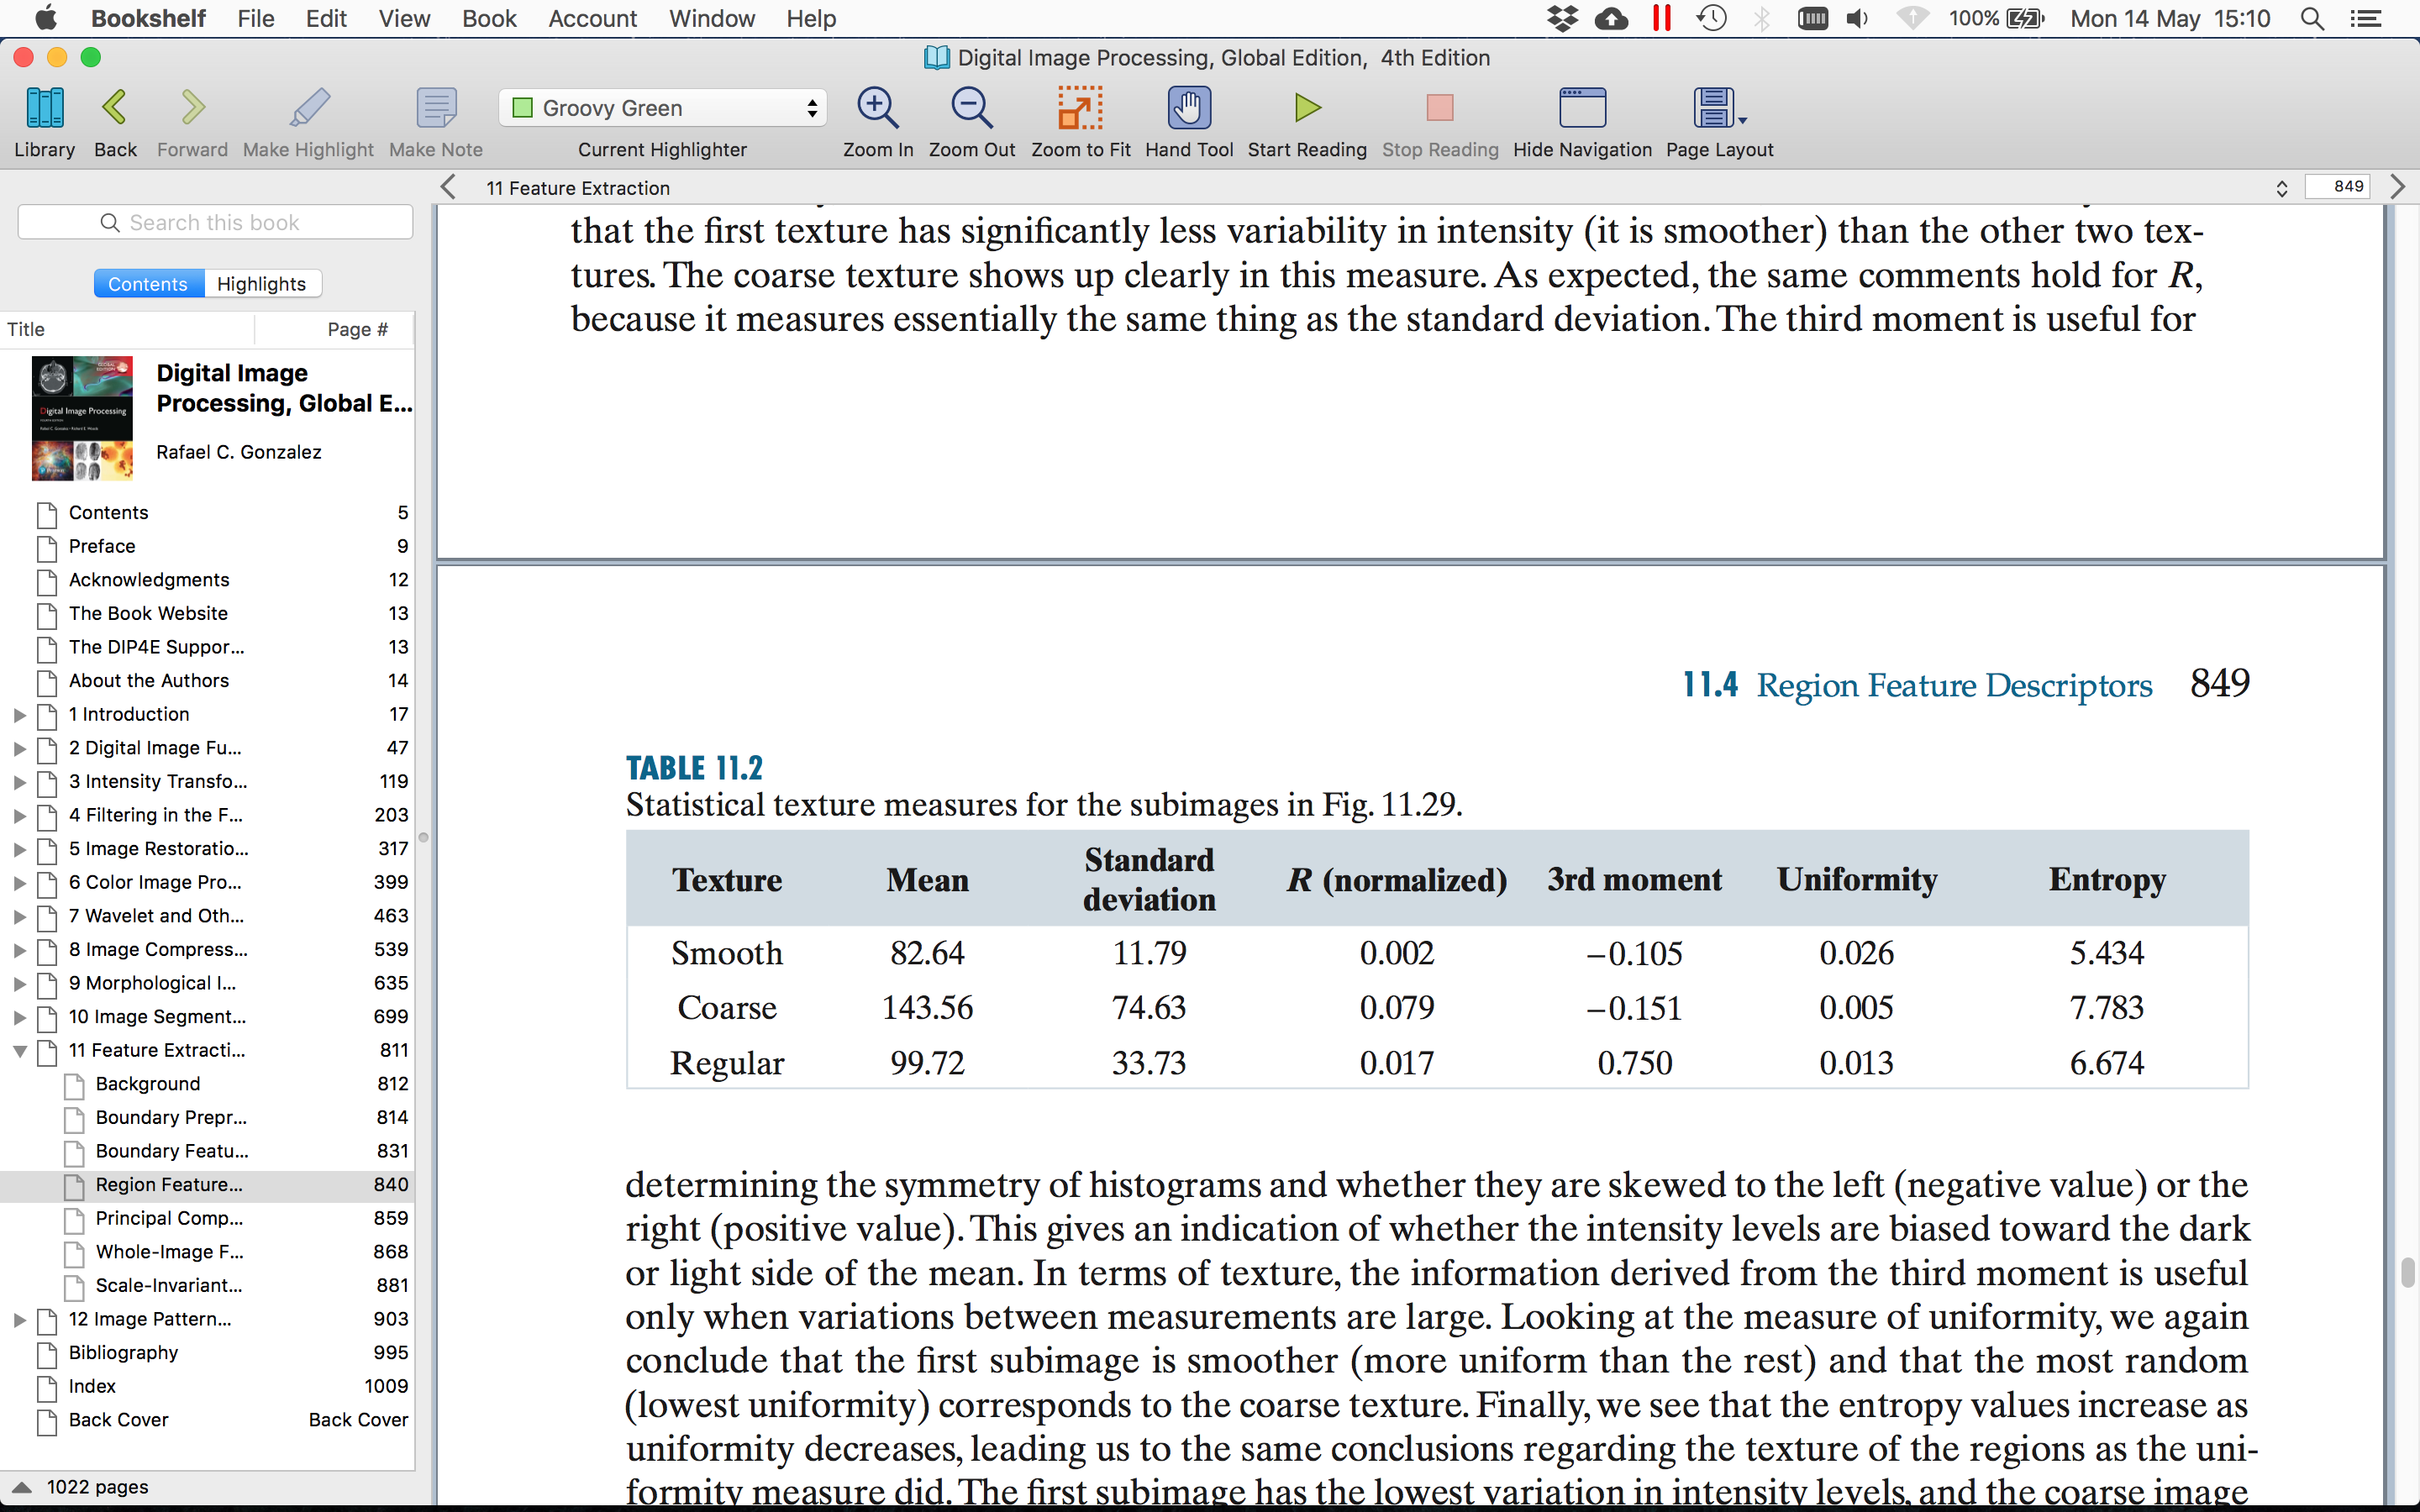 Bookshelf File Edit View Book Account Window Help 100% Mon 14 May 15:10
Digital Image Processing, Global Edition, 4th Edition
Groovy Green
Library Back Forward Make Highlight Make Note Current Highlighter Zoom In Zoom Out Zoom to Fit Hand Tool Start Reading Stop Reading Hide Navigation Page Layout
11 Feature Extraction 849
Search this book
Contents Highlights
Title Page #
Digital Image Processing
Digital Image
Processing, Global E...
Rafael C. Gonzalez
Contents 5
Preface 9
Acknowledgments 12
The Book Website 13
The DIP4E Suppor... 13
About the Authors 14
1 Introduction 17
2 Digital Image Fu... 47
3 Intensity Transfo... 119
4 Filtering in the F... 203
5 Image Restoratio... 317
6 Color Image Pro... 399
7 Wavelet and Oth... 463
8 Image Compress... 539
9 Morphological I... 635
10 Image Segment... 699
11 Feature Extracti... 811
Background 812
Boundary Prepr... 814
Boundary Featu... 831
Region Feature... 840
Principal Comp... 859
Whole-Image F... 868
Scale-Invariant... 881
12 Image Pattern... 903
Bibliography 995
Index 1009
Back Cover Back Cover
1022 pages
that the first texture has significantly less variability in intensity (it is smoother) than the other two tex-
tures. The coarse texture shows up clearly in this measure. As expected, the same comments hold for R,
because it measures essentially the same thing as the standard deviation. The third moment is useful for
11.4 Region Feature Descriptors 849
TABLE 11.2
Statistical texture measures for the subimages in Fig. 11.29.
Texture Mean Standard deviation R (normalized) 3rd moment Uniformity Entropy
Smooth 82.64 11.79 0.002 −0.105 0.026 5.434
Coarse 143.56 74.63 0.079 −0.151 0.005 7.783
Regular 99.72 33.73 0.017 0.750 0.013 6.674
determining the symmetry of histograms and whether they are skewed to the left (negative value) or the
right (positive value). This gives an indication of whether the intensity levels are biased toward the dark
or light side of the mean. In terms of texture, the information derived from the third moment is useful
only when variations between measurements are large. Looking at the measure of uniformity, we again
conclude that the first subimage is smoother (more uniform than the rest) and that the most random
(lowest uniformity) corresponds to the coarse texture. Finally, we see that the entropy values increase as
uniformity decreases, leading us to the same conclusions regarding the texture of the regions as the uni-
formity measure did. The first subimage has the lowest variation in intensity levels, and the coarse image